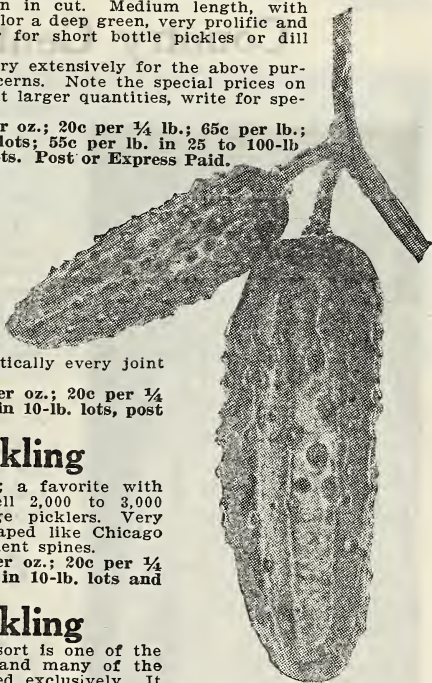 n in cut. Medium length, with
lor a deep green, very prolific and
for short bottle pickles or dill
ry extensively for the above pur-
cerns. Note the special prices on
t larger quantities, write for spe-
r oz.; 20c per ¼ lb.; 65c per lb.;
lots; 55c per lb. in 25 to 100-lb
ts. Post or Express Paid.
tically every joint
er oz.; 20c per ¼
in 10-lb. lots, post
kling
; a favorite with
ell 2,000 to 3,000
ge picklers. Very
aped like Chicago
ent spines.
er oz.; 20c per ¼
in 10-lb. lots and
kling
sort is one of the
and many of the
ed exclusively. It